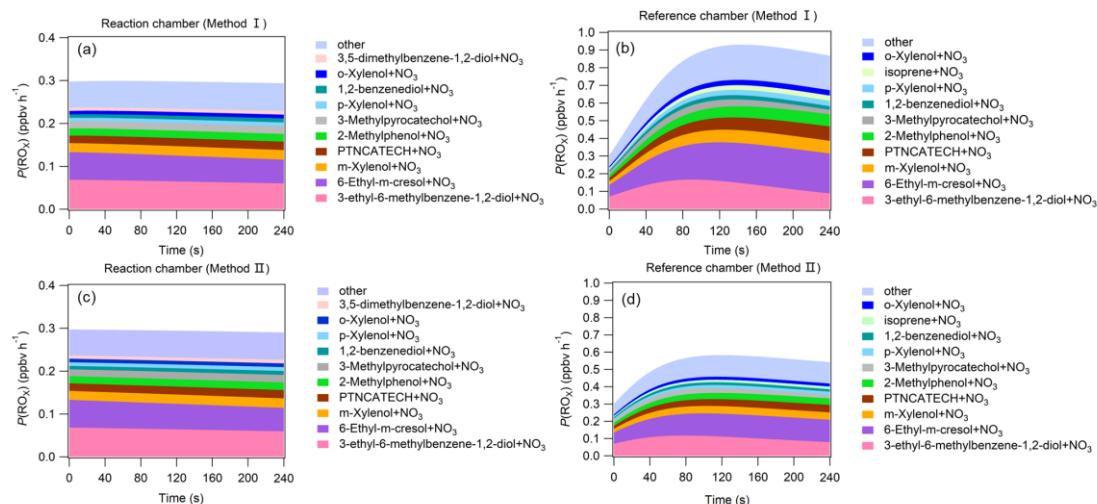 Reaction chamber (Method Ⅰ)
(a)
P(ROX) (ppbv h-1)
0.4
0.3
0.2
0.1
0.0
0 40 80 120 160 200 240
Time (s)
other
3,5-dimethylbenzene-1,2-diol+NO3
o-Xylenol+NO3
1,2-benzenediol+NO3
p-Xylenol+NO3
3-Methylpyrocatechol+NO3
2-Methylphenol+NO3
PTNCATECH+NO3
m-Xylenol+NO3
6-Ethyl-m-cresol+NO3
3-ethyl-6-methylbenzene-1,2-diol+NO3
Reference chamber (Method Ⅰ)
(b)
P(ROX) (ppbv h-1)
1.0
0.9
0.8
0.7
0.6
0.5
0.4
0.3
0.2
0.1
0.0
0 40 80 120 160 200 240
Time (s)
other
o-Xylenol+NO3
isoprene+NO3
p-Xylenol+NO3
1,2-benzenediol+NO3
3-Methylpyrocatechol+NO3
2-Methylphenol+NO3
PTNCATECH+NO3
m-Xylenol+NO3
6-Ethyl-m-cresol+NO3
3-ethyl-6-methylbenzene-1,2-diol+NO3
Reaction chamber (Method Ⅱ)
(c)
P(ROX) (ppbv h-1)
0.4
0.3
0.2
0.1
0.0
0 40 80 120 160 200 240
Time (s)
other
3,5-dimethylbenzene-1,2-diol+NO3
o-Xylenol+NO3
p-Xylenol+NO3
1,2-benzenediol+NO3
3-Methylpyrocatechol+NO3
2-Methylphenol+NO3
PTNCATECH+NO3
m-Xylenol+NO3
6-Ethyl-m-cresol+NO3
3-ethyl-6-methylbenzene-1,2-diol+NO3
Reference chamber (Method Ⅱ)
(d)
P(ROX) (ppbv h-1)
1.0
0.9
0.8
0.7
0.6
0.5
0.4
0.3
0.2
0.1
0.0
0 40 80 120 160 200 240
Time (s)
other
o-Xylenol+NO3
isoprene+NO3
1,2-benzenediol+NO3
p-Xylenol+NO3
3-Methylpyrocatechol+NO3
2-Methylphenol+NO3
PTNCATECH+NO3
m-Xylenol+NO3
6-Ethyl-m-cresol+NO3
3-ethyl-6-methylbenzene-1,2-diol+NO3